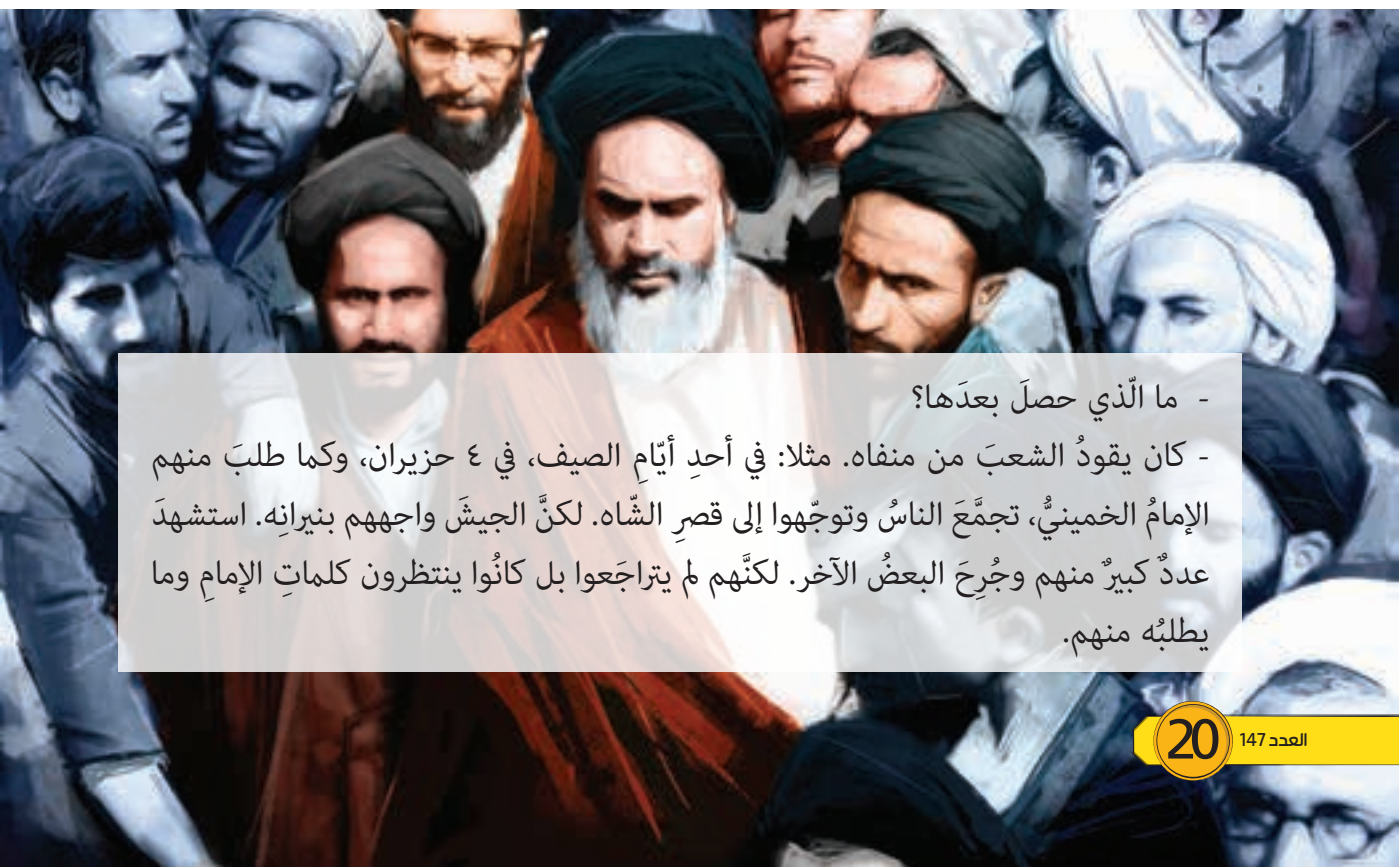 - ما الّذي حصلَ بعدَها؟
- كان يقودُ الشعبَ من منفاه. مثلا: في أحدِ أيّامِ الصيف، في ٤ حزيران، وكما طلبَ منهم
الإمامُ الخمينيُّ، تجمَّعَ الناسُ وتوجّهوا إلى قصرِ الشّاه. لكنَّ الجيشَ واجههم بنيرانِه. استشهدَ
عددٌ كبيرٌ منهم وجُرِحَ البعضُ الآخر. لكنَّهم لم يتراجَعوا بل كانُوا ينتظرون كلماتِ الإمامِ وما
يطلبُه منهم.
العدد 147
20